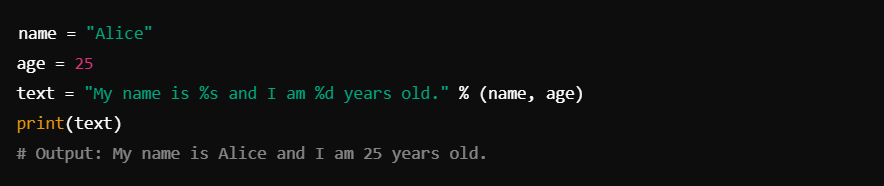 name = "Alice"
age = 25
text = "My name is %s and I am %d years old." % (name, age)
print(text)
# Output: My name is Alice and I am 25 years old.